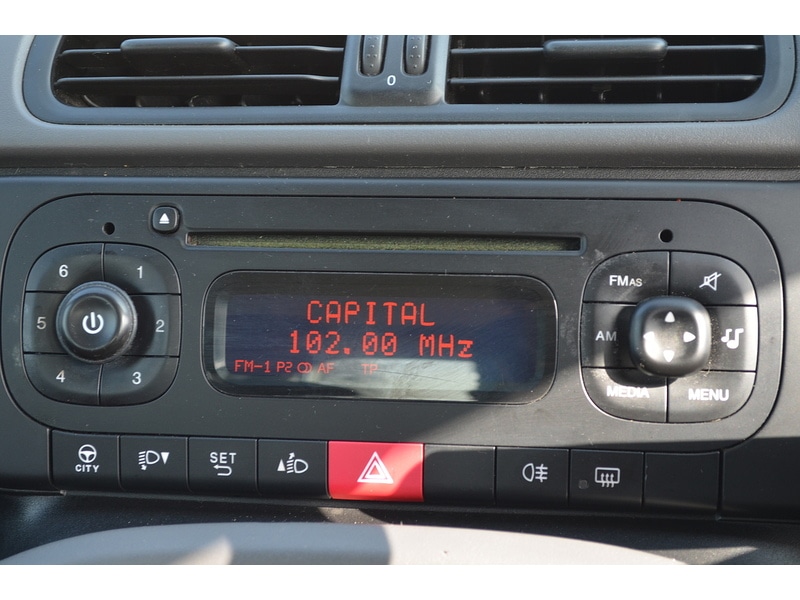 0
6 1
5 2
4 3
CAPITAL
102.00 MHz
FM-1 P2 AF TP
FMAS
AM
MEDIA MENU
CITY
SET